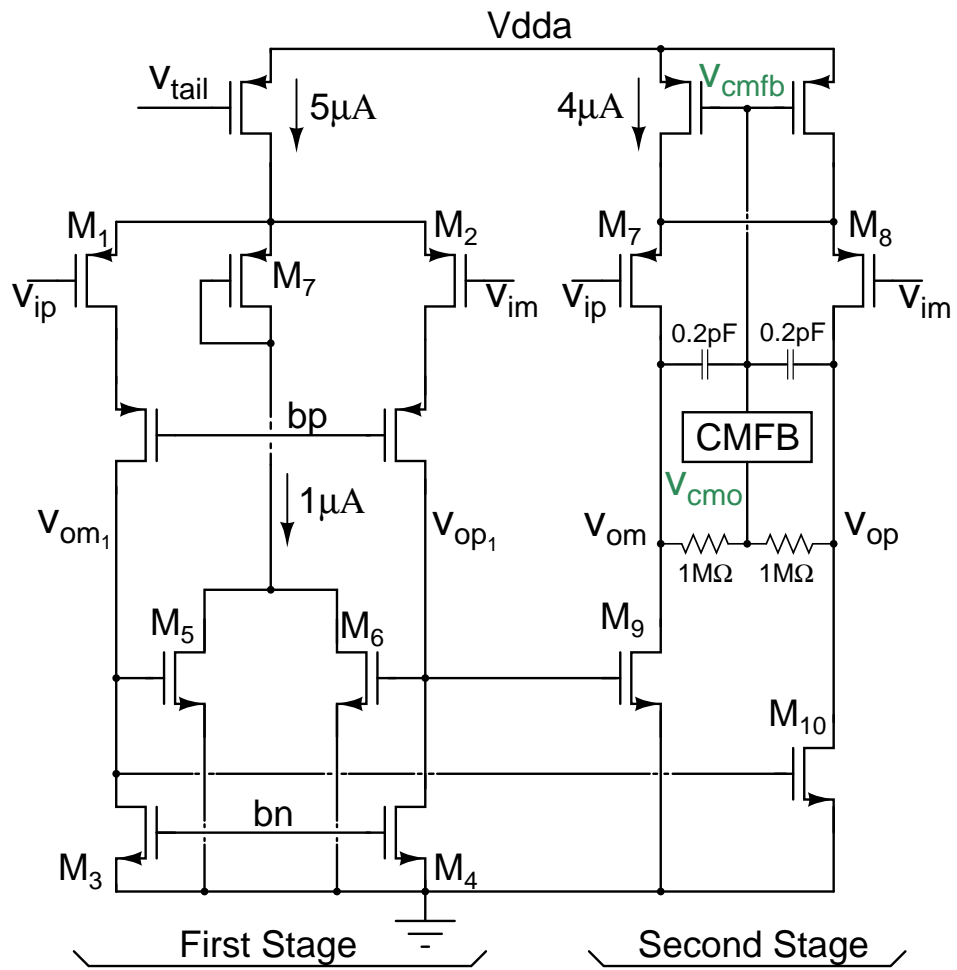 Vdda
v_tail
5μA
4μA
v_cmfb
M_1
M_2
M_7
M_8
M_7
v_ip
v_im
v_ip
v_im
0.2pF
0.2pF
bp
CMFB
1μA
v_cmo
v_om_1
v_op_1
v_om
v_op
1MΩ
1MΩ
M_5
M_6
M_9
M_10
bn
M_3
M_4
First Stage
Second Stage